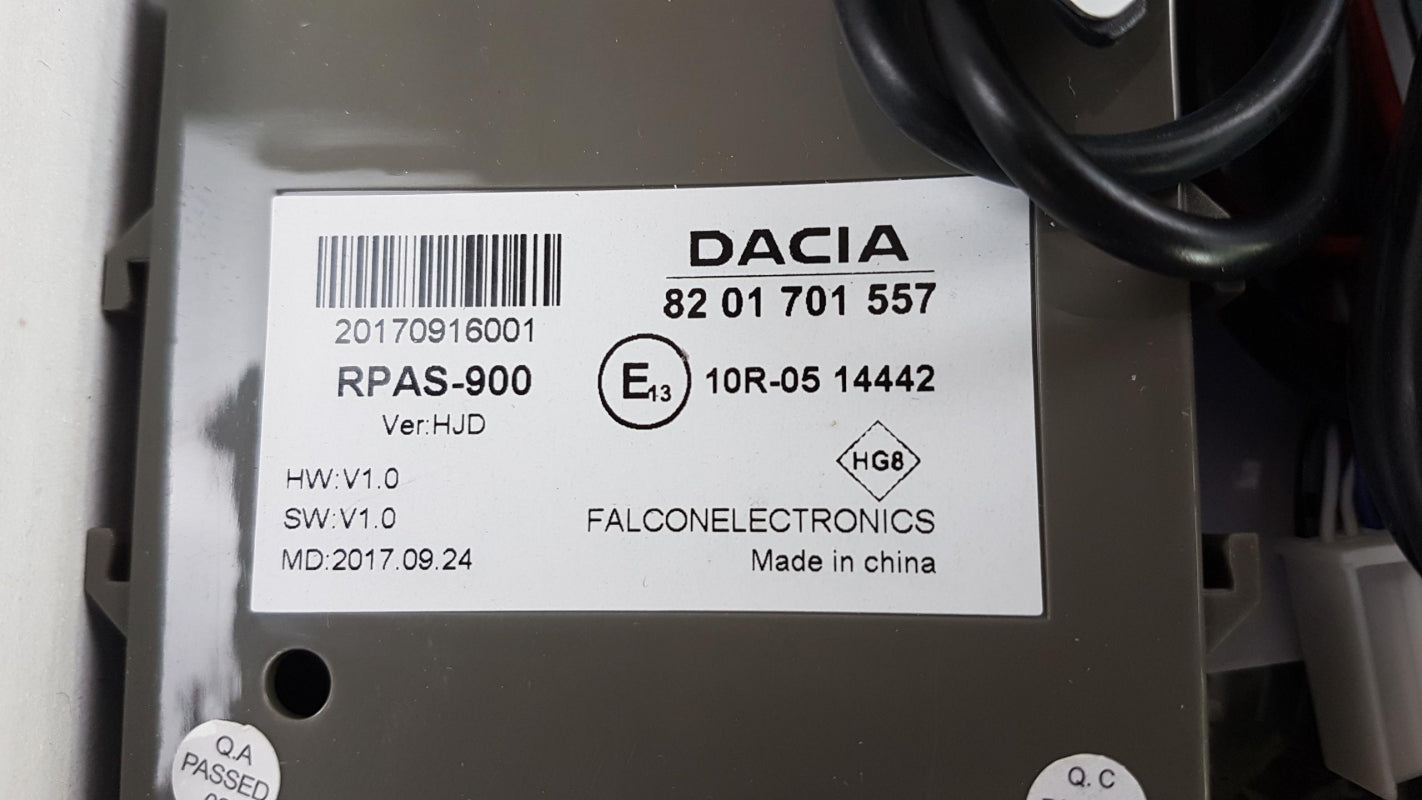 20170916001
RPAS-900
Ver:HJD
HW:V1.0
SW:V1.0
MD:2017.09.24
DACIA
82 01 701 557
E13 10R-05 14442
HG8
FALCONELECTRONICS
Made in china
Q.A
PASSED
Q.C